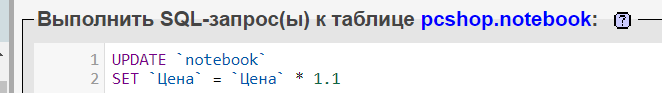 Выполнить SQL-запрос(ы) к таблице pcshop.notebook: ?
1 UPDATE `notebook`
2 SET `Цена` = `Цена` * 1.1